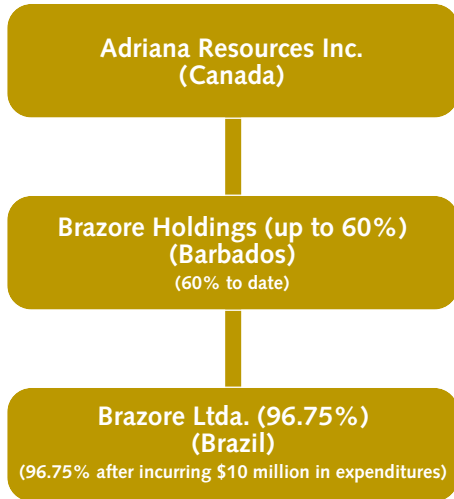 Adriana Resources Inc.
(Canada)
Brazore Holdings (up to 60%)
(Barbados)
(60% to date)
Brazore Ltda. (96.75%)
(Brazil)
(96.75% after incurring $10 million in expenditures)